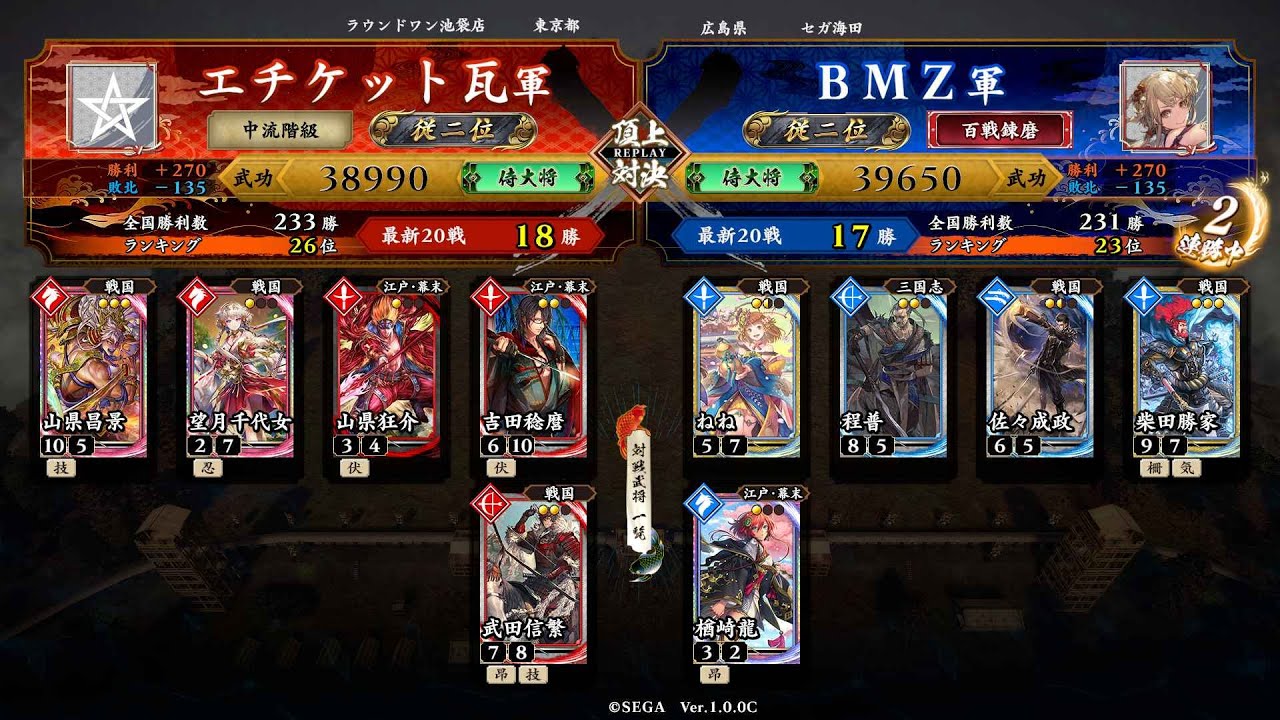 ラウンドワン池袋店 東京都
広島県 セガ海田
エチケット瓦軍
中流階級 従二位
勝利 +270
敗北 -135
武功 38990 侍大将
全国勝利数 233勝
ランキング 26位
最新20戦 18勝
頂上
REPLAY
対決
BMZ軍
従二位 百戦錬磨
侍大将 39650 武功
勝利 +270
敗北 -135
最新20戦 17勝
全国勝利数 231勝
ランキング 23位
2
連勝中
戦国
山県昌景
10 5
技
戦国
望月千代女
2 7
忍
江戸・幕末
山県狂介
3 4
伏
江戸・幕末
吉田稔麿
6 10
伏
戦国
武田信繁
7 8
昴 技
対戦武将一覧
戦国
ねね
5 7
三国志
程普
8 5
戦国
佐々成政
6 5
戦国
柴田勝家
9 7
柵 気
江戸・幕末
楢崎龍
3 2
昴
©SEGA Ver.1.0.0C